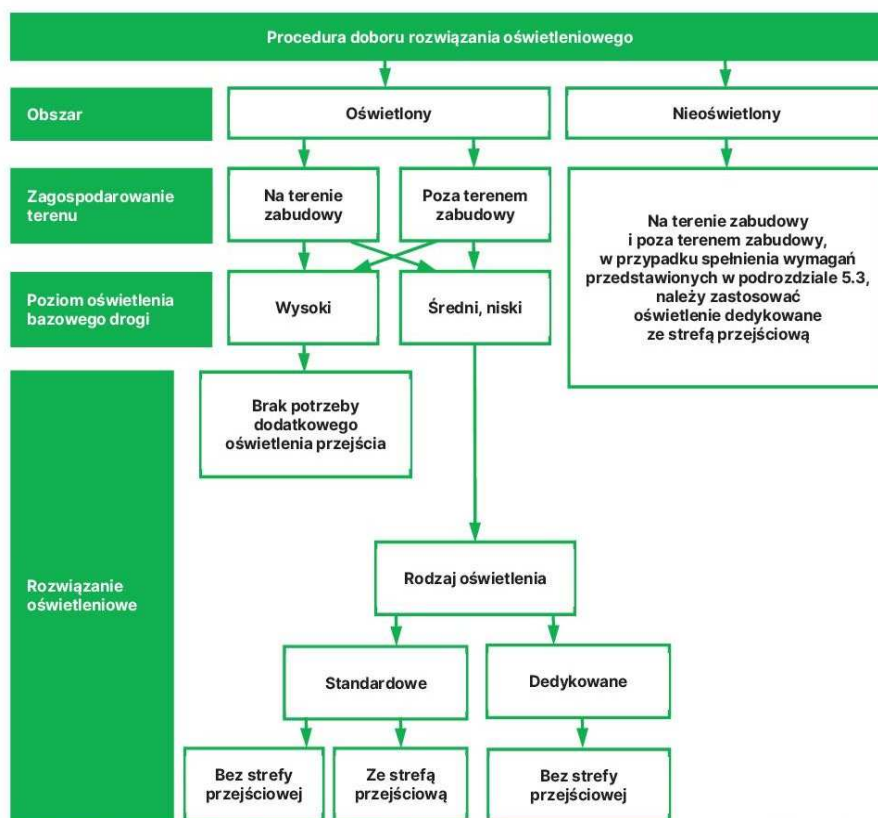 Procedura doboru rozwiązania oświetleniowego
Obszar
Oświetlony
Nieoświetlony
Zagospodarowanie
terenu
Na terenie
zabudowy
Poza terenem
zabudowy
Na terenie zabudowy
i poza terenem zabudowy,
w przypadku spełnienia wymagań
przedstawionych w podrozdziale 5.3,
należy zastosować
oświetlenie dedykowane
ze strefą przejściową
Poziom oświetlenia
bazowego drogi
Wysoki
Średni, niski
Rozwiązanie
oświetleniowe
Brak potrzeby
dodatkowego
oświetlenia przejścia
Rodzaj oświetlenia
Standardowe
Dedykowane
Bez strefy
przejściowej
Ze strefą
przejściową
Bez strefy
przejściowej